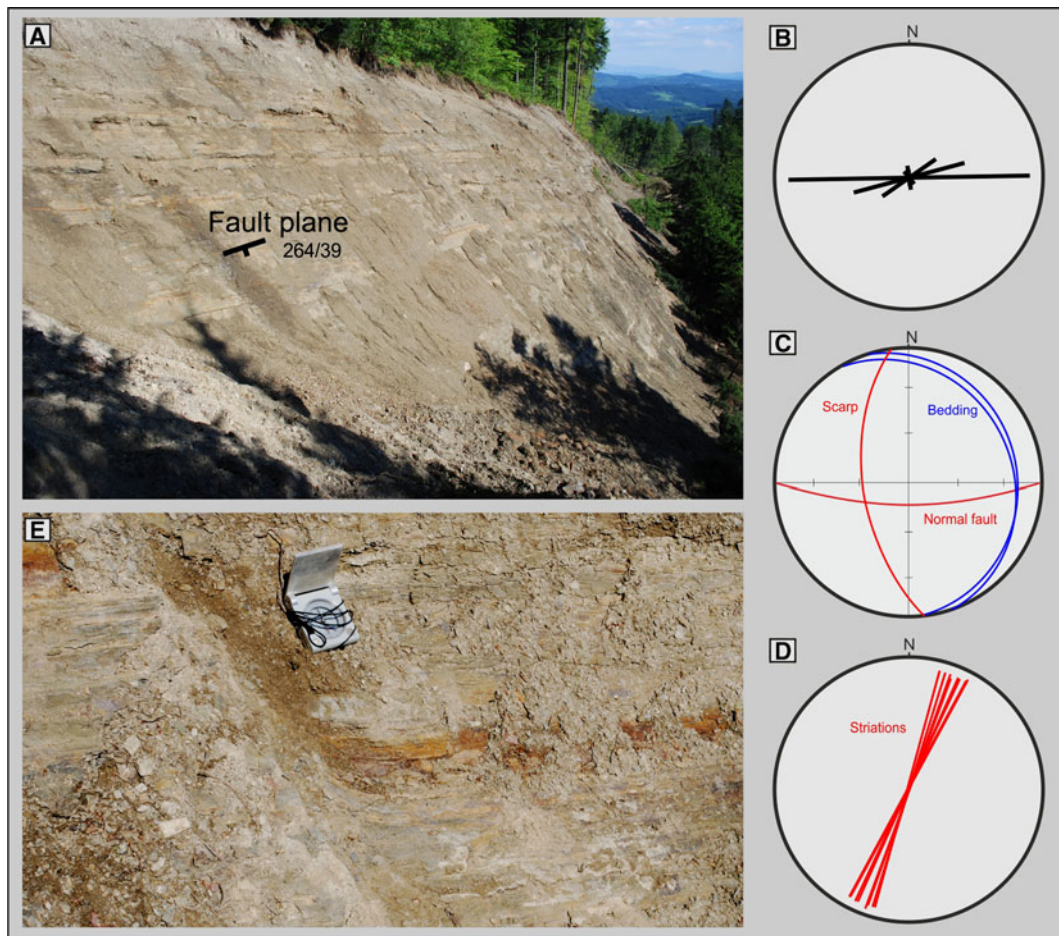 A
Fault plane
264/39
B
N
C
N
Scarp
Bedding
Normal fault
E
D
N
Striations